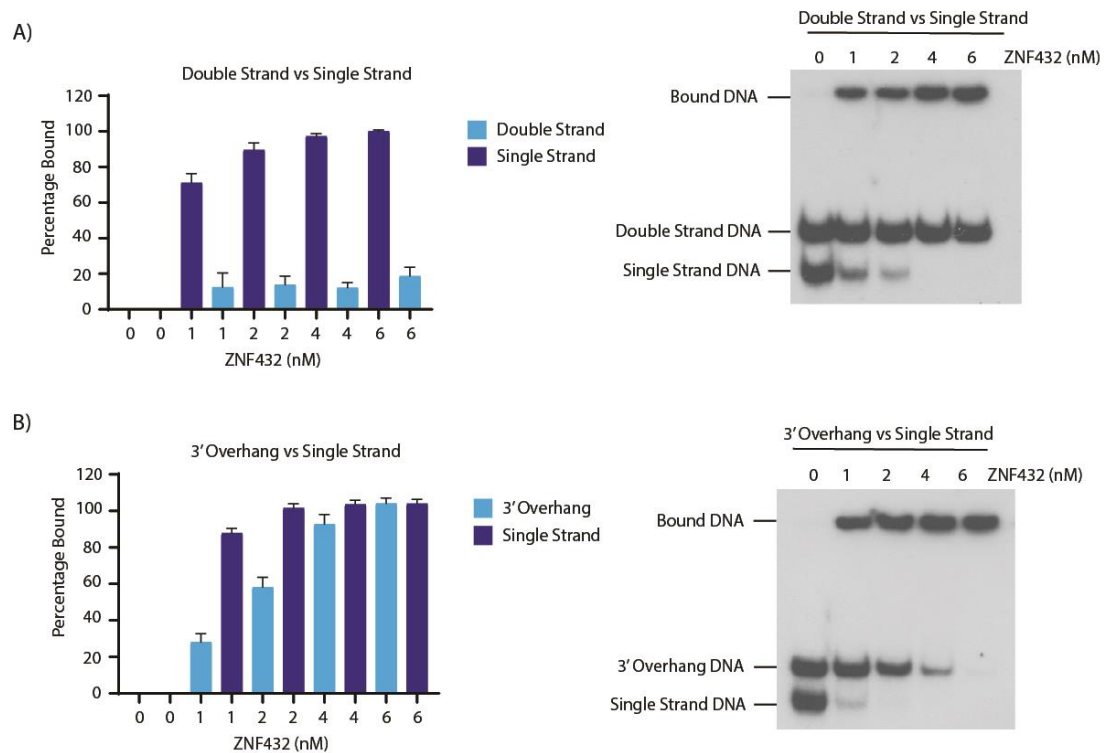 A)
Double Strand vs Single Strand
120
100
80
60
40
20
0
Percentage Bound
0 0 1 1 2 2 4 4 6 6
ZNF432 (nM)
Double Strand
Single Strand
Double Strand vs Single Strand
0 1 2 4 6 ZNF432 (nM)
Bound DNA
Double Strand DNA
Single Strand DNA
B)
3' Overhang vs Single Strand
120
100
80
60
40
20
0
Percentage Bound
0 0 1 1 2 2 4 4 6 6
ZNF432 (nM)
3' Overhang
Single Strand
3' Overhang vs Single Strand
0 1 2 4 6 ZNF432 (nM)
Bound DNA
3' Overhang DNA
Single Strand DNA